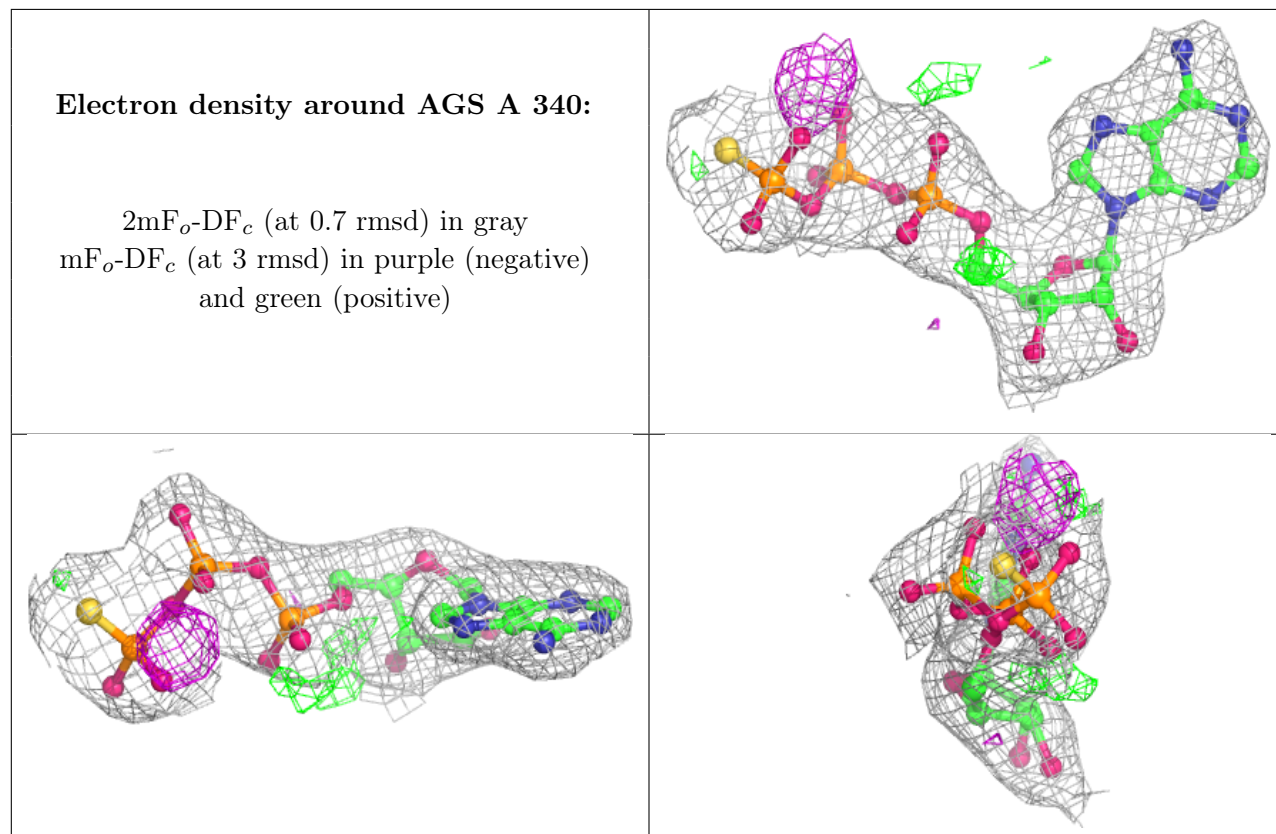 Electron density around AGS A 340:
2mFo-DFc (at 0.7 rmsd) in gray
mFo-DFc (at 3 rmsd) in purple (negative)
and green (positive)